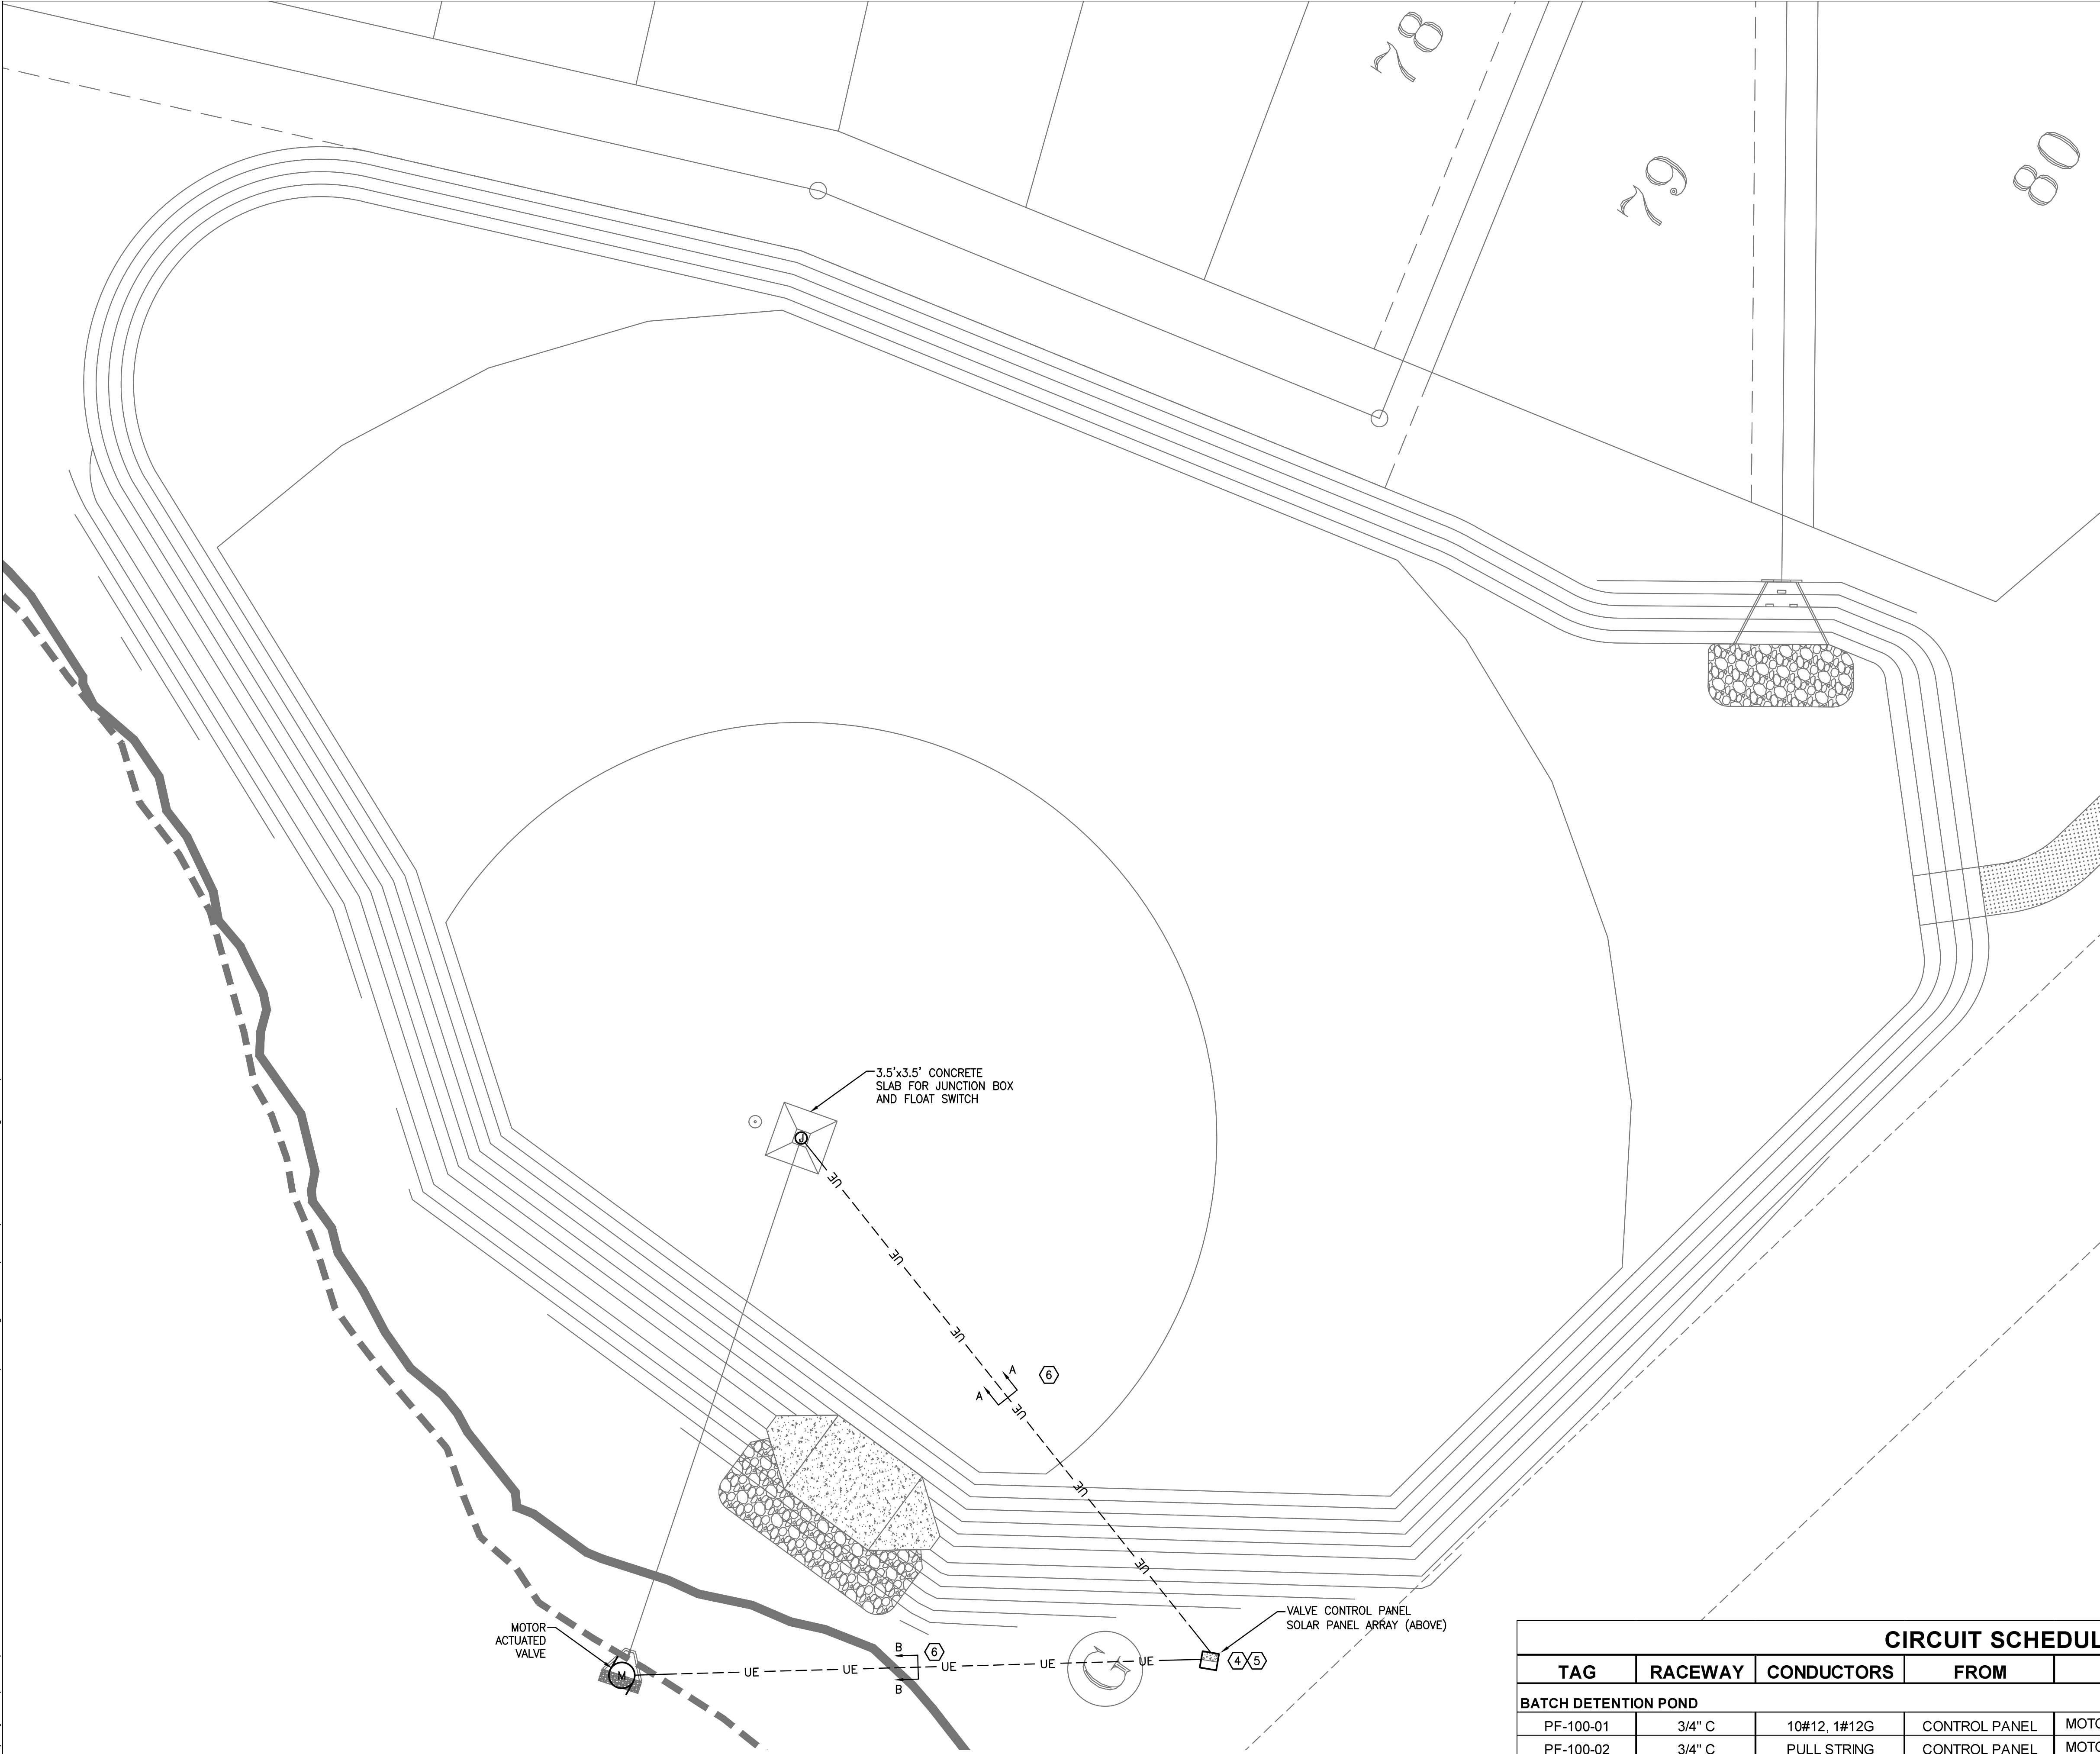 78
79
80
3.5'x3.5' CONCRETE
SLAB FOR JUNCTION BOX
AND FLOAT SWITCH
J
UE
UE
UE
A
A
6
UE
UE
UE
VALVE CONTROL PANEL
SOLAR PANEL ARRAY (ABOVE)
MOTOR
ACTUATED
VALVE
M
UE UE UE UE UE
B
B
6
G
4 5
CIRCUIT SCHEDUL
TAG RACEWAY CONDUCTORS FROM
BATCH DETENTION POND
PF-100-01 3/4" C 10#12, 1#12G CONTROL PANEL MOTO
PF-100-02 3/4" C PULL STRING CONTROL PANEL MOTO